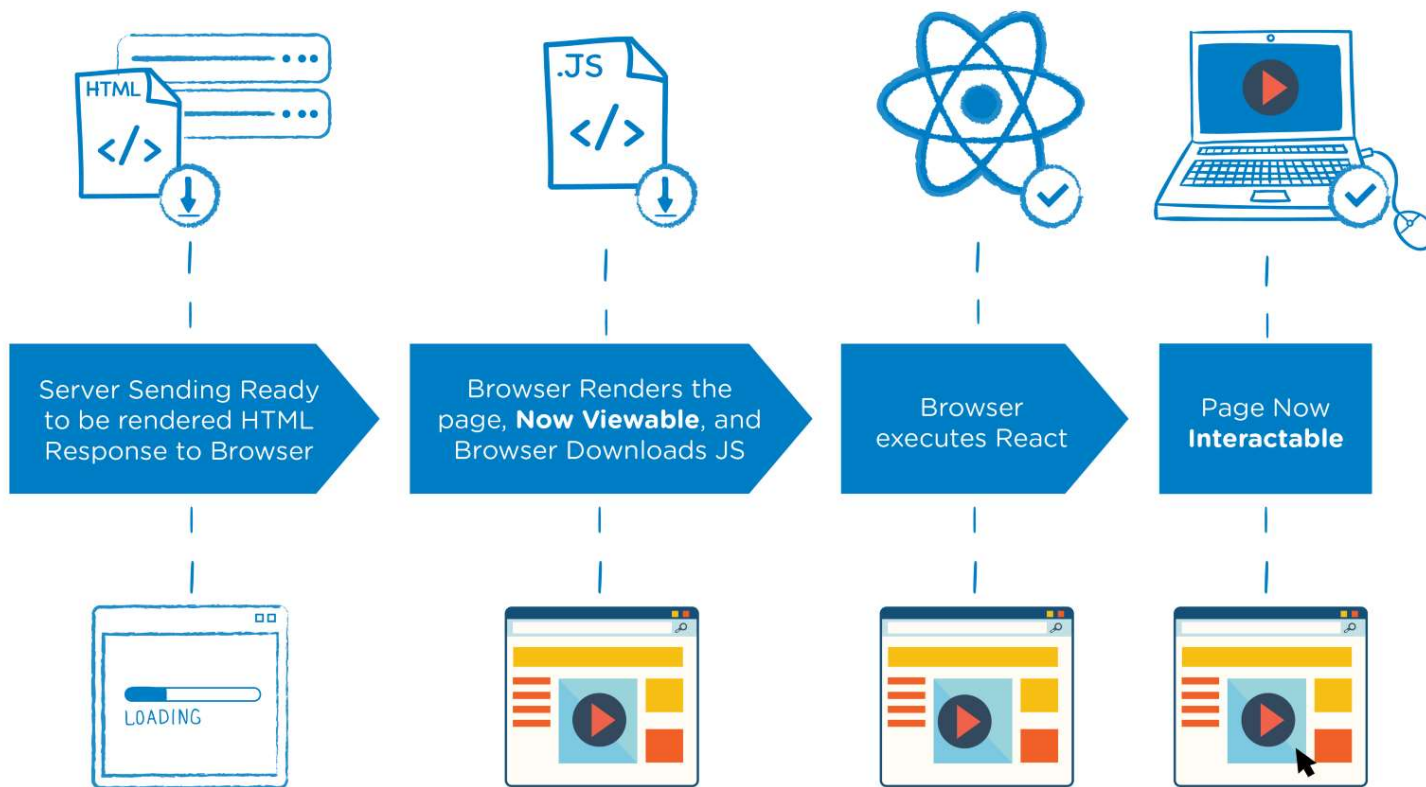 HTML
</>
.JS
</>
Server Sending Ready
to be rendered HTML
Response to Browser
Browser Renders the
page, Now Viewable, and
Browser Downloads JS
Browser
executes React
Page Now
Interactable
LOADING